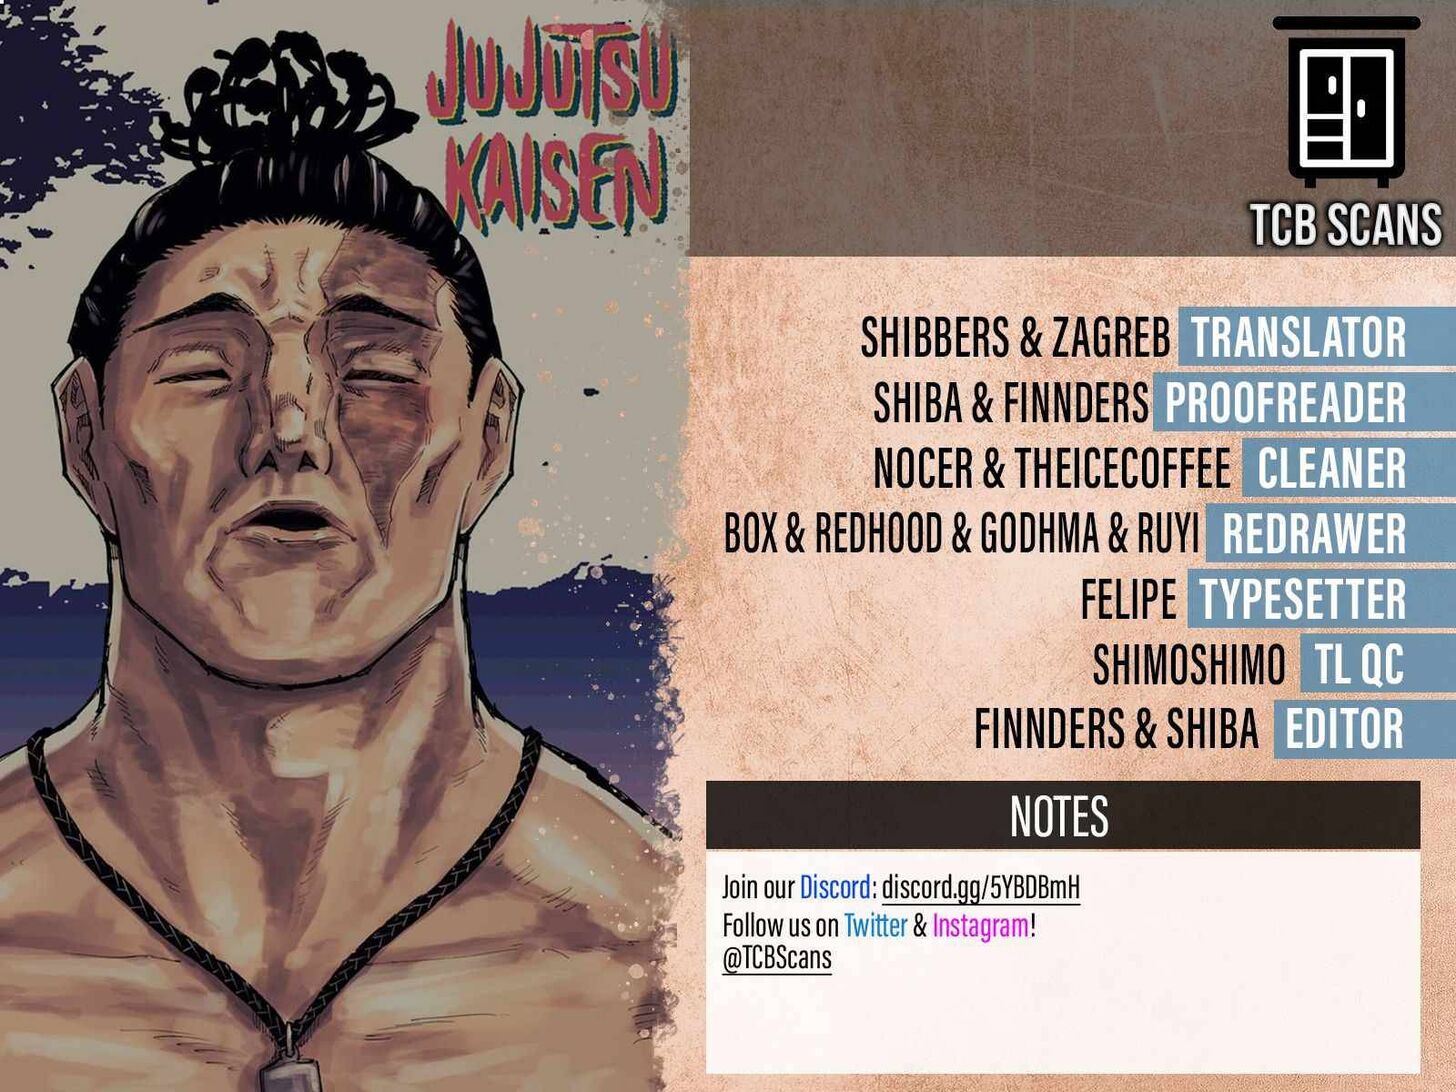 JUJUTSU
KAISEN
TCB SCANS
SHIBBERS & ZAGREB TRANSLATOR
SHIBA & FINNDERS PROOFREADER
NOCER & THEICECOFFEE CLEANER
BOX & REDHOOD & GODHMA & RUYI REDRAWER
FELIPE TYPESETTER
SHIMOSHIMO TL QC
FINNDERS & SHIBA EDITOR
NOTES
Join our Discord: discord.gg/5YBDBmH
Follow us on Twitter & Instagram!
@TCBScans